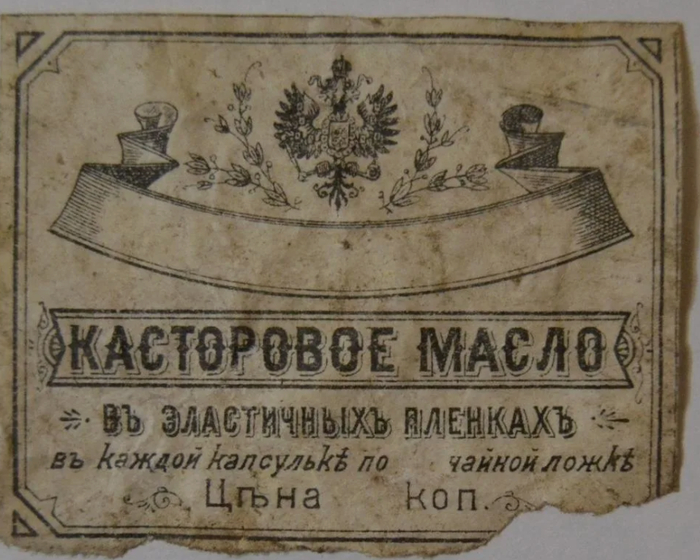 КАСТОРОВОЕ МАСЛО
ВЪ ЭЛАСТИЧНЫХЪ ПЛЕНКАХЪ
въ каждой капсулькѣ по чайной ложкѣ
Цѣна коп.